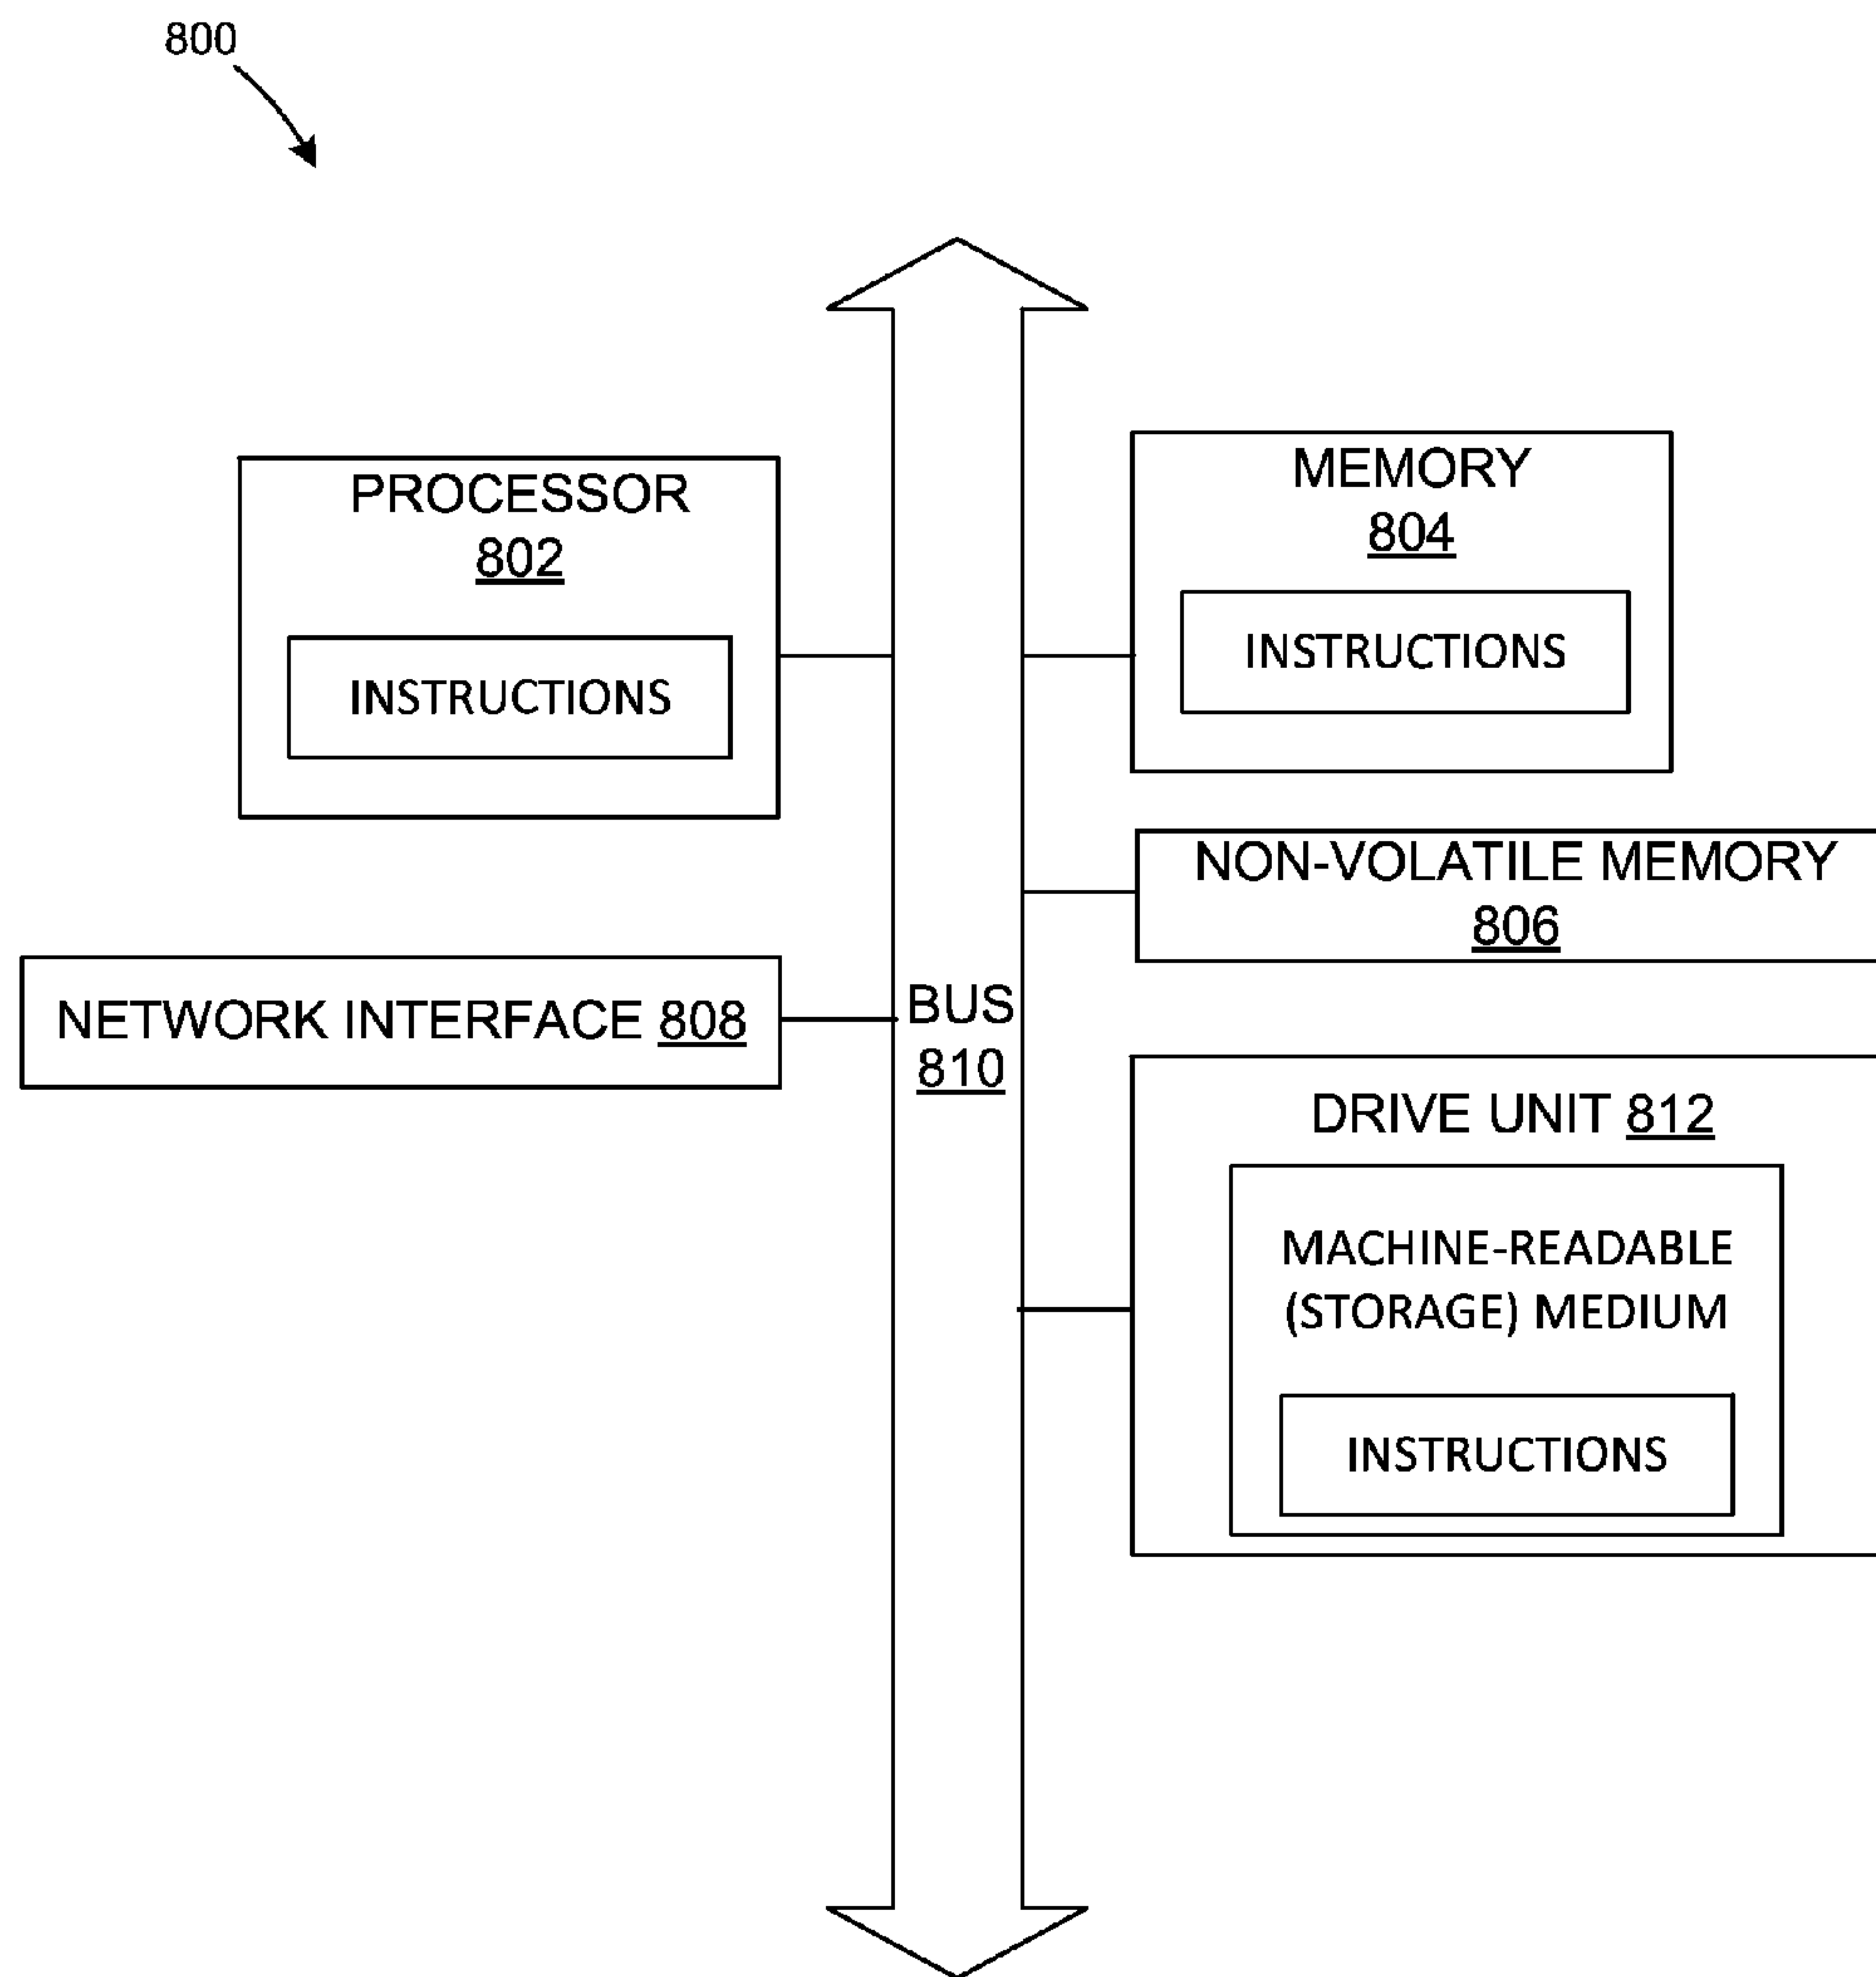 800
PROCESSOR
802
INSTRUCTIONS
MEMORY
804
INSTRUCTIONS
NON-VOLATILE MEMORY
806
NETWORK INTERFACE 808
BUS
810
DRIVE UNIT 812
MACHINE-READABLE
(STORAGE) MEDIUM
INSTRUCTIONS